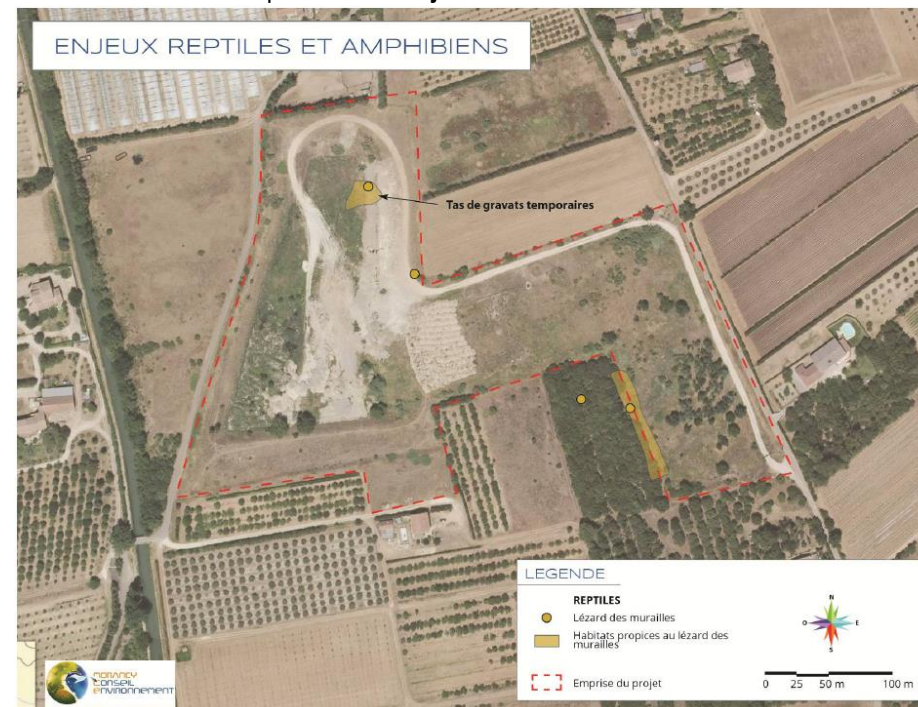 ENJEUX REPTILES ET AMPHIBIENS
Tas de gravats temporaires
LEGENDE
REPTILES
Lézard des murailles
Habitats propices au lézard des
murailles
Emprise du projet
N
O
E
S
0 25 50 m 100 m
MORANCY
CONSEIL
ENVIRONNEMENT